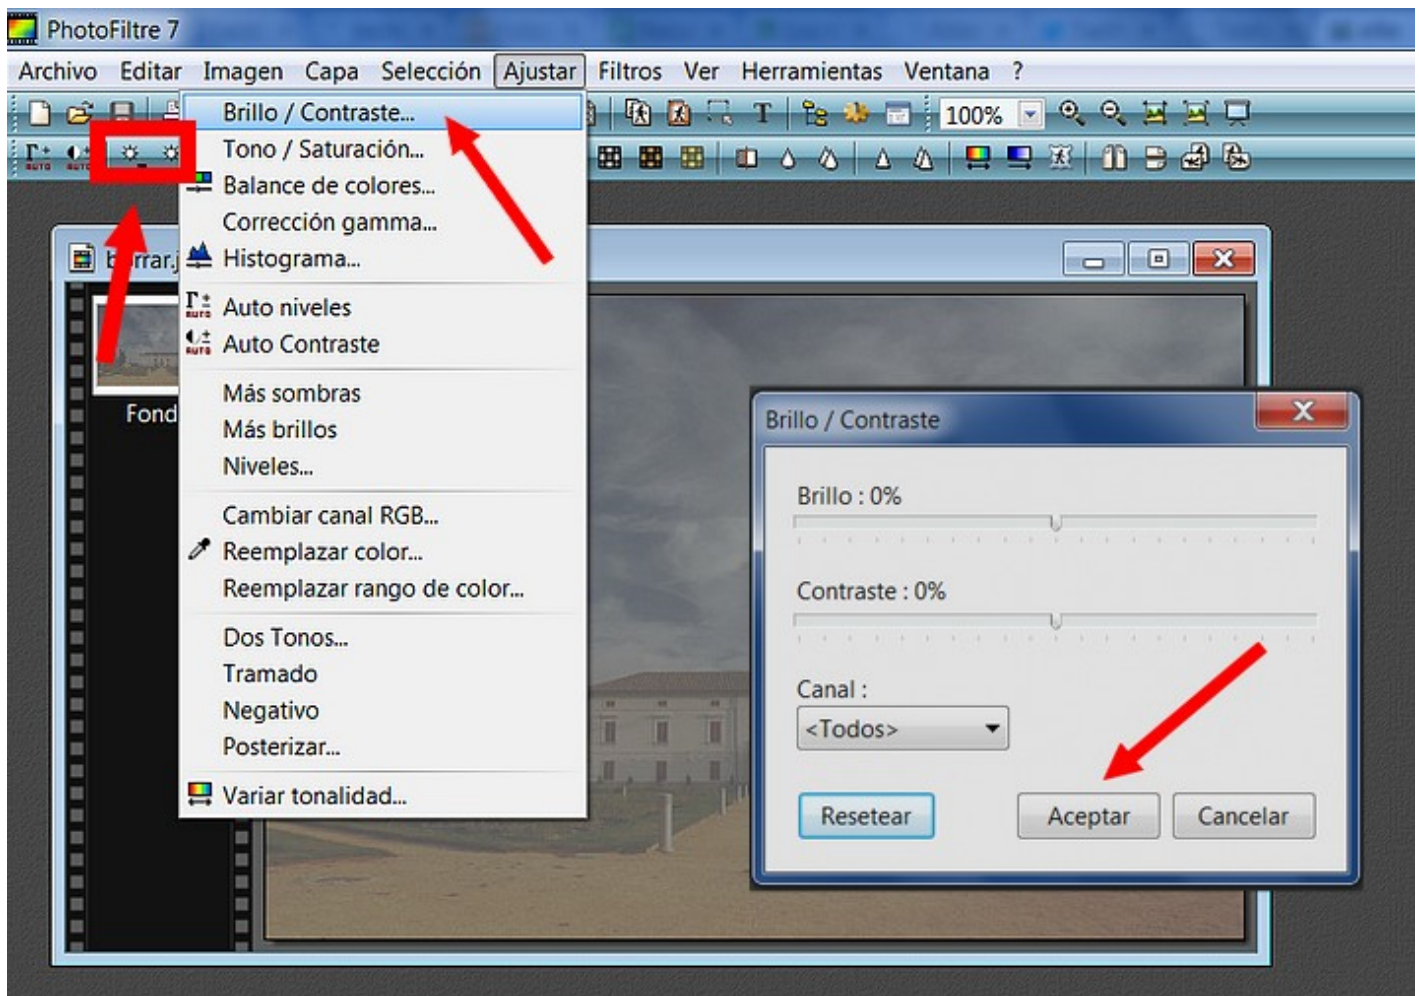 PhotoFiltre 7
Archivo Editar Imagen Capa Selección Ajustar Filtros Ver Herramientas Ventana ?
100%
Brillo / Contraste...
Tono / Saturación...
Balance de colores...
Corrección gamma...
Histograma...
Auto niveles
Auto Contraste
Más sombras
Más brillos
Niveles...
Cambiar canal RGB...
Reemplazar color...
Reemplazar rango de color...
Dos Tonos...
Tramado
Negativo
Posterizar...
Variar tonalidad...
Fond
Brillo / Contraste
Brillo : 0%
Contraste : 0%
Canal :
<Todos>
Resetear Aceptar Cancelar